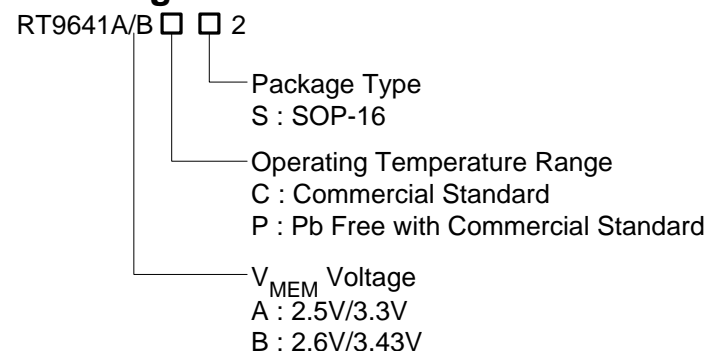 RT9641A/B □ □ 2
Package Type
S : SOP-16
Operating Temperature Range
C : Commercial Standard
P : Pb Free with Commercial Standard
VMEM Voltage
A : 2.5V/3.3V
B : 2.6V/3.43V